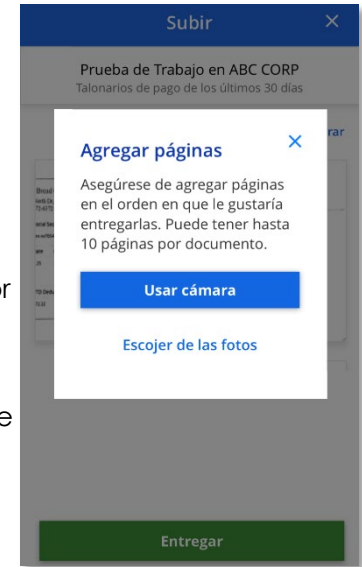 Subir
Prueba de Trabajo en ABC CORP
Talonarios de pago de los últimos 30 días
rar
Agregar páginas
Asegúrese de agregar páginas
en el orden en que le gustaría
entregarlas. Puede tener hasta
10 páginas por documento.
or
Usar cámara
Escojer de las fotos
e
Entregar